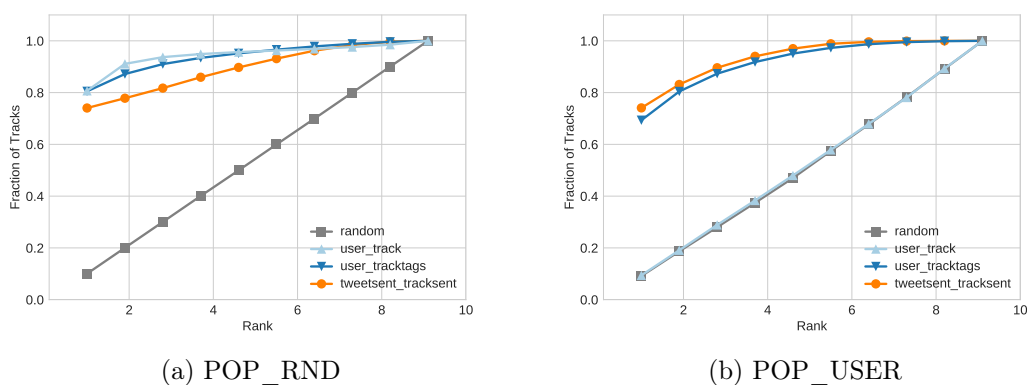 1.0
0.8
0.6
0.4
0.2
0.0
Fraction of Tracks
2 4 6 8 10
Rank
random
user_track
user_tracktags
tweetsent_tracksent
(a) POP_RND
1.0
0.8
0.6
0.4
0.2
0.0
Fraction of Tracks
2 4 6 8 10
Rank
random
user_track
user_tracktags
tweetsent_tracksent
(b) POP_USER